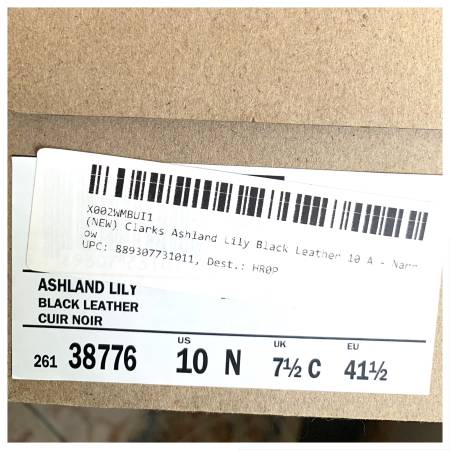 X002WMBUI1
(NEW) Clarks Ashland Lily Black Leather 10 A - Narr
ow
UPC: 889307731011, Dest.: HR0P
ASHLAND LILY
BLACK LEATHER
CUIR NOIR
US UK EU
261 38776 10 N 7½ C 41½